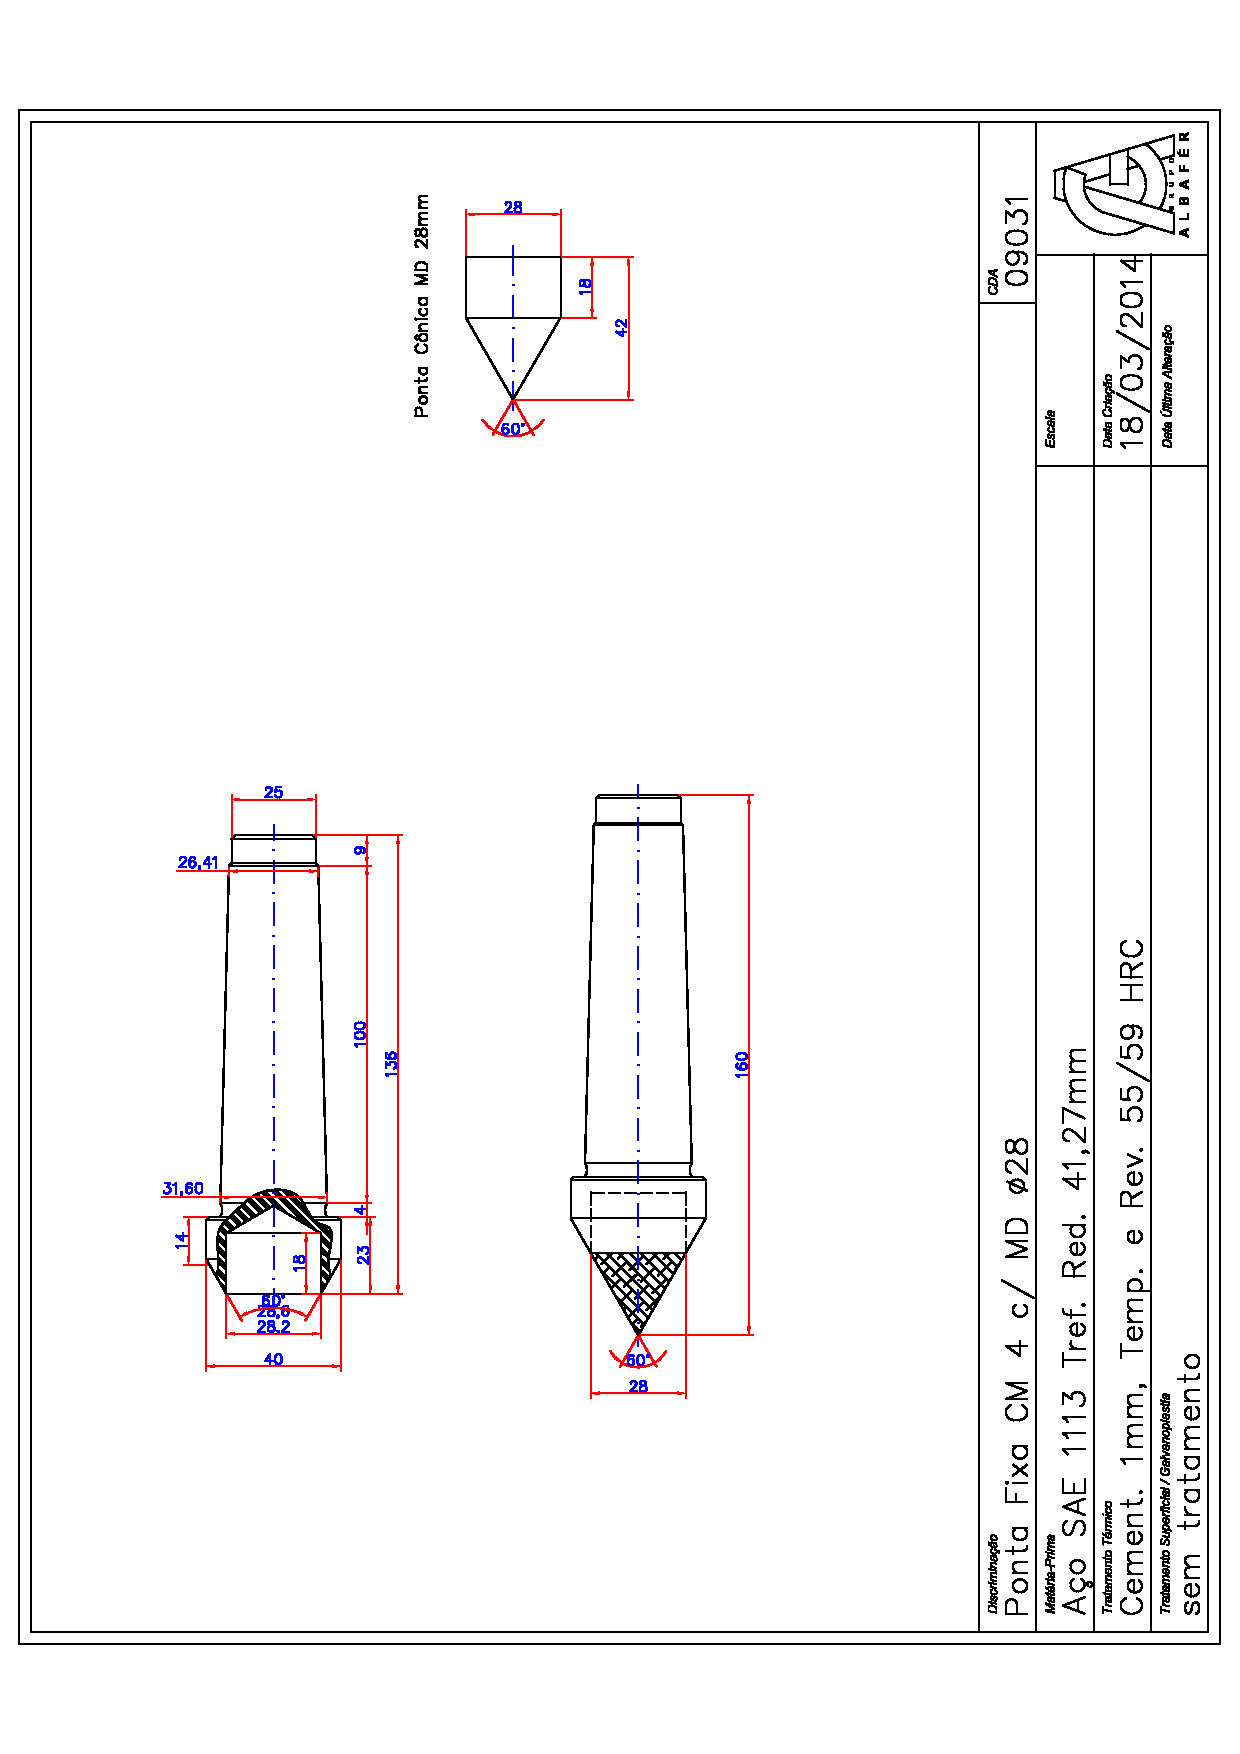 Ponta Cônica MD 28mm
28
18
42
60°
25
26,41
9
100
136
31,60
4
14
18
23
60°
28,2
40
160
60°
28
Discriminação
Ponta Fixa CM 4 c/ MD ø28
CDA
09031
Matéria-Prima
Aço SAE 1113 Tref. Red. 41,27mm
Escala
Tratamento Térmico
Cement. 1mm, Temp. e Rev. 55/59 HRC
Data Criação
18/03/2014
Tratamento Superficial / Galvanoplastia
sem tratamento
Data Última Alteração
GRUPO
ALBAFÉR